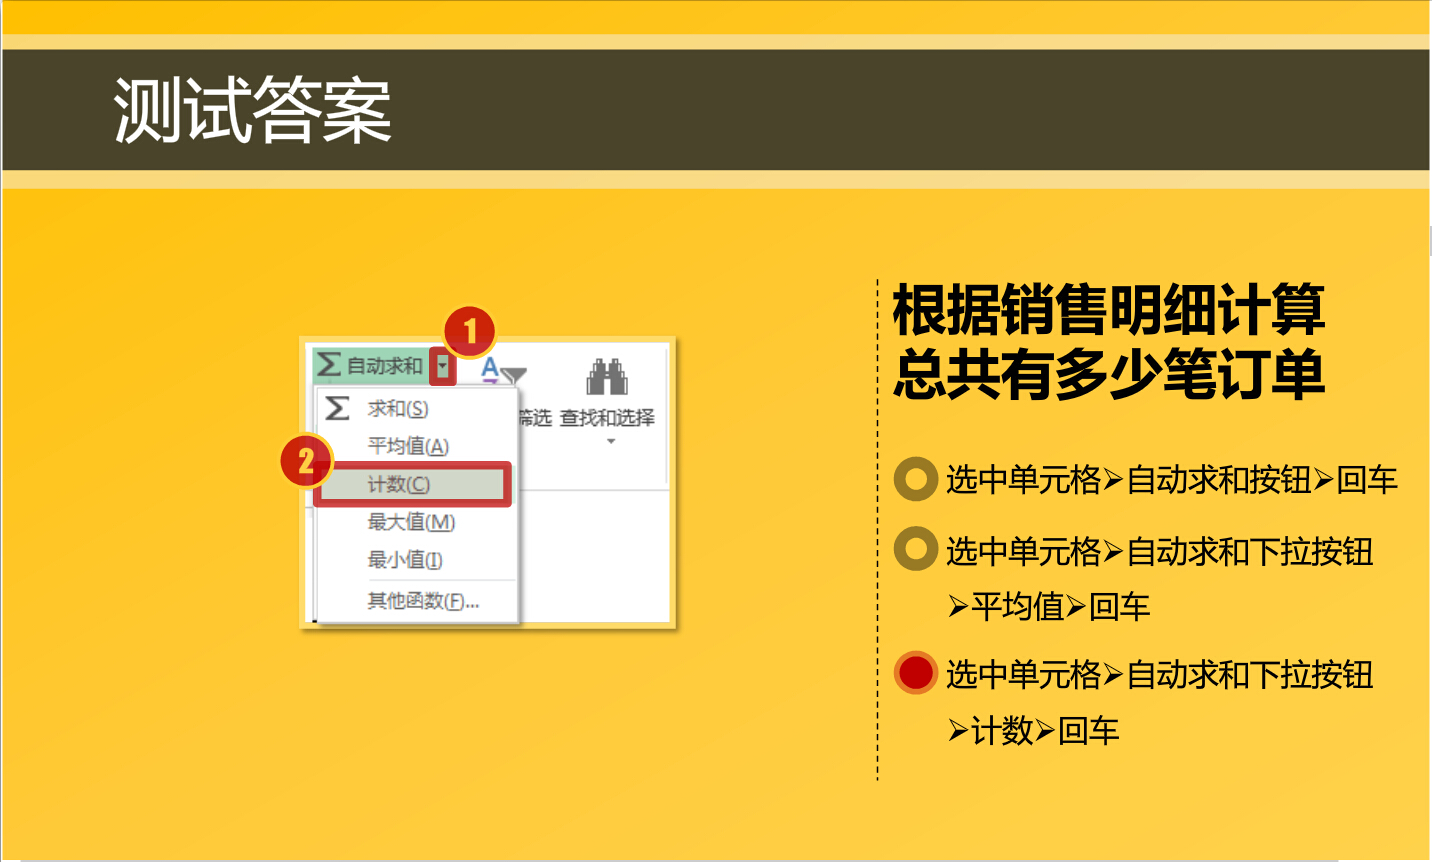 测试答案
根据销售明细计算
总共有多少笔订单
1
自动求和
A
求和(S)
筛选 查找和选择
平均值(A)
2
计数(C)
最大值(M)
最小值(I)
其他函数(F)...
选中单元格➢自动求和按钮➢回车
选中单元格➢自动求和下拉按钮
➢平均值➢回车
选中单元格➢自动求和下拉按钮
➢计数➢回车